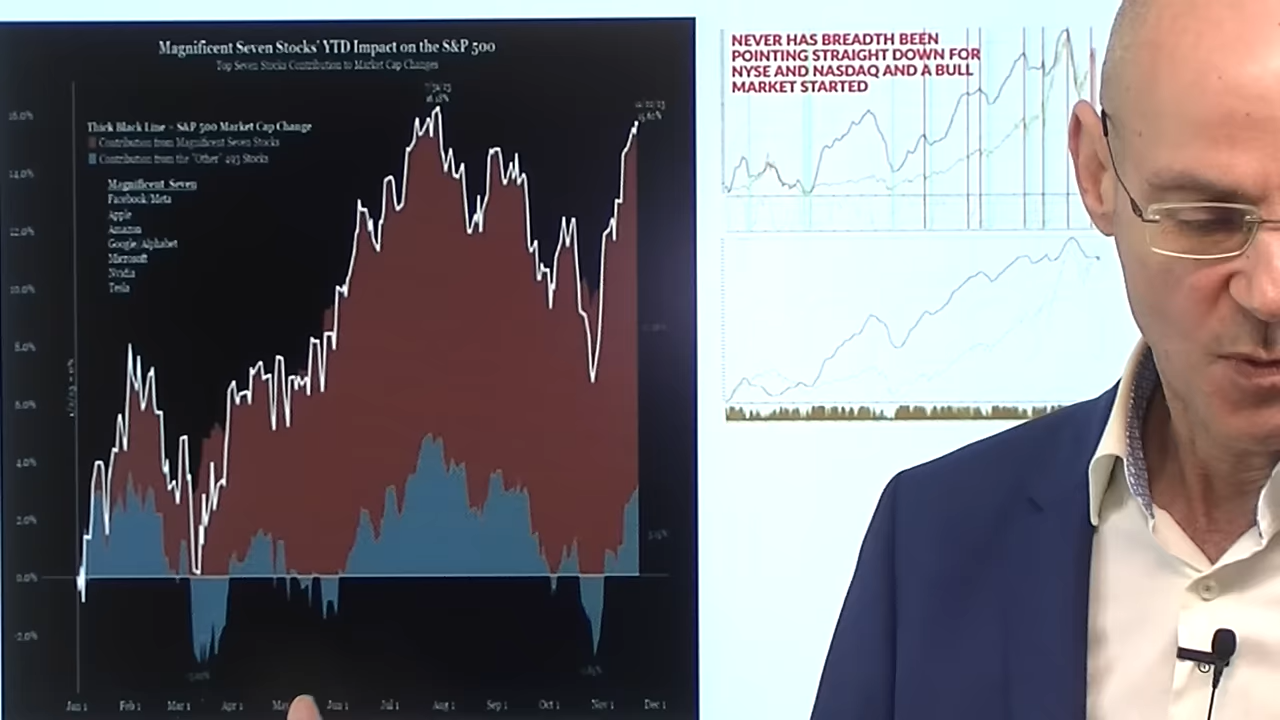 Magnificent Seven Stocks' YTD Impact on the S&P 500
Top Seven Stocks Contribution to Market Cap Changes
Thick Black Line = S&P 500 Market Cap Change
Contribution from Magnificent Seven Stocks
Contribution from the "Other" 493 Stocks
Magnificent Seven
Facebook/Meta
Apple
Amazon
Google/Alphabet
Microsoft
Nvidia
Tesla
16.0%
14.0%
12.0%
10.0%
8.0%
6.0%
4.0%
2.0%
0.0%
-2.0%
Jan 1 Feb 1 Mar 1 Apr 1 Jun 1 Jul 1 Aug 1 Sep 1 Oct 1 Nov 1 Dec 1
NEVER HAS BREADTH BEEN
POINTING STRAIGHT DOWN FOR
NYSE AND NASDAQ AND A BULL
MARKET STARTED